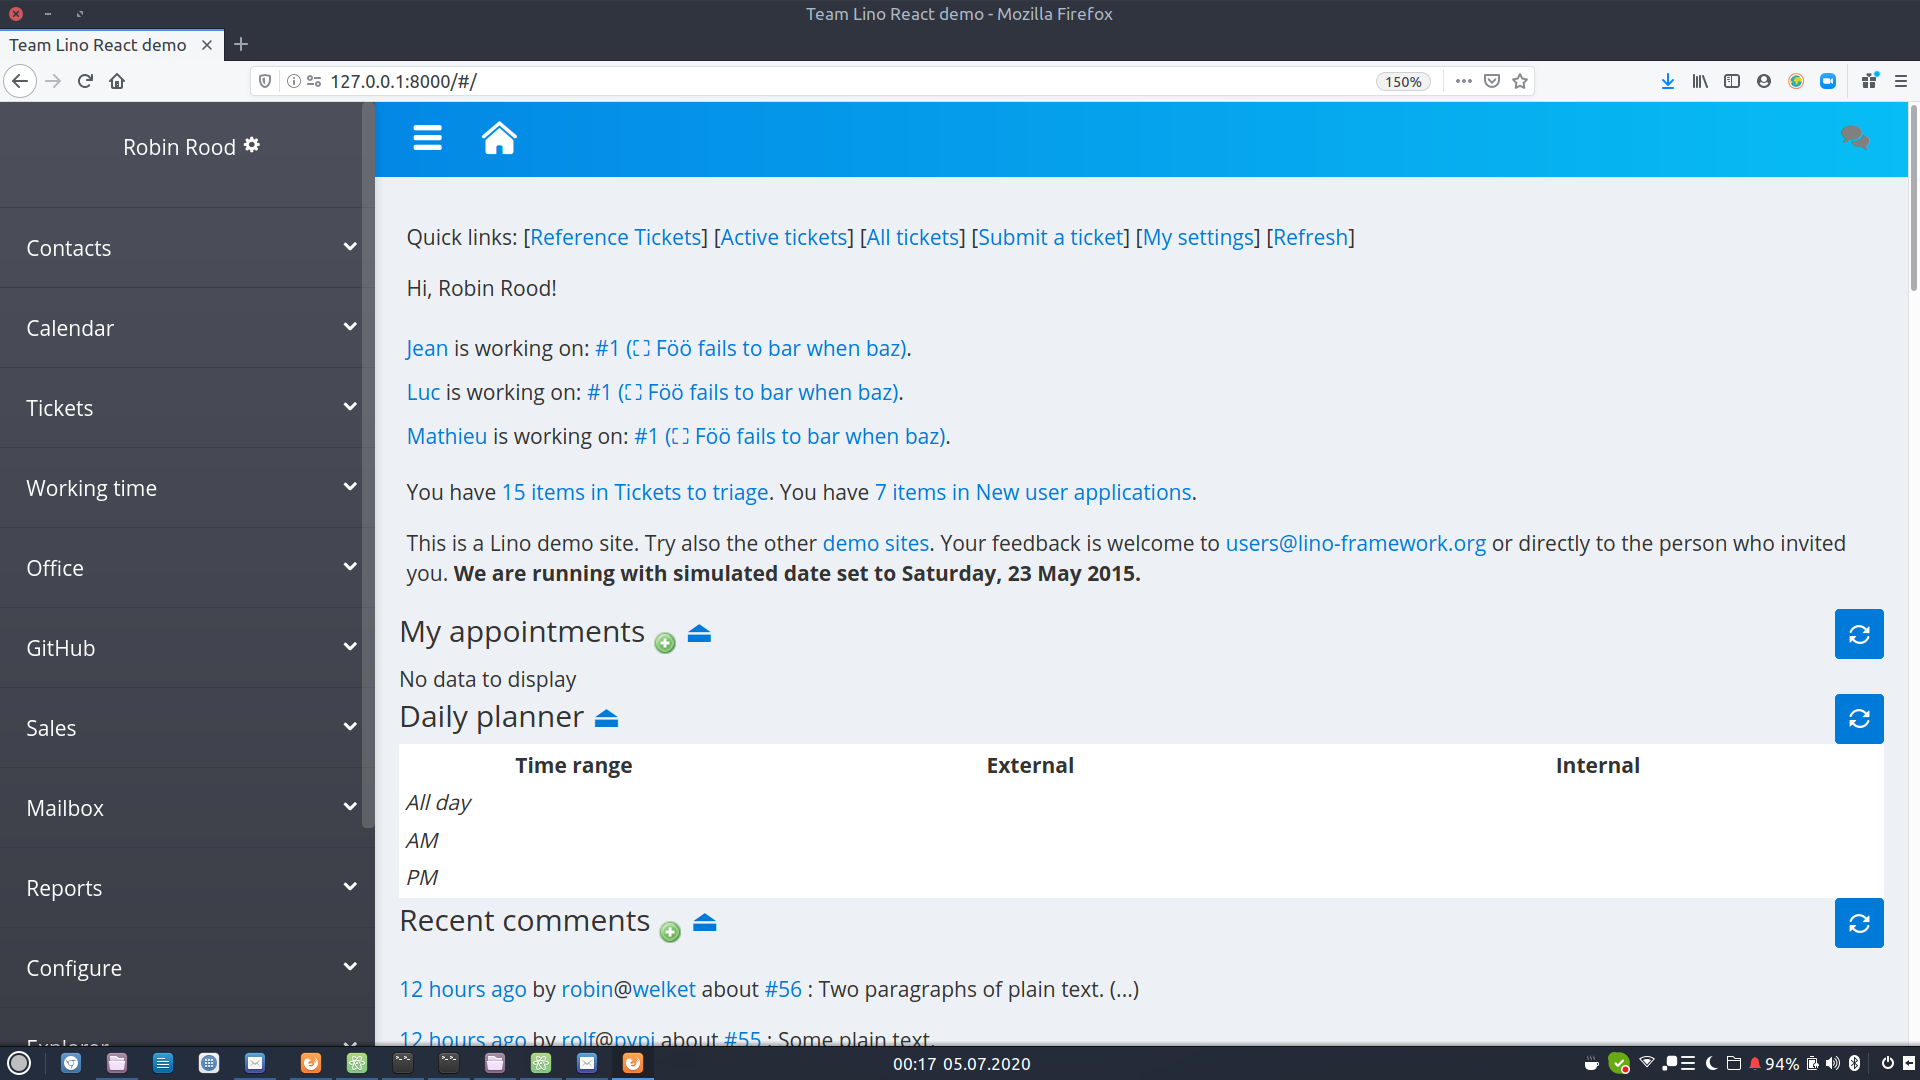 Team Lino React demo - Mozilla Firefox
Team Lino React demo
127.0.0.1:8000/#/
150%
Robin Rood
Contacts
Calendar
Tickets
Working time
Office
GitHub
Sales
Mailbox
Reports
Configure
Explorer
Quick links: [Reference Tickets] [Active tickets] [All tickets] [Submit a ticket] [My settings] [Refresh]
Hi, Robin Rood!
Jean is working on: #1 (⛶ Föö fails to bar when baz).
Luc is working on: #1 (⛶ Föö fails to bar when baz).
Mathieu is working on: #1 (⛶ Föö fails to bar when baz).
You have 15 items in Tickets to triage. You have 7 items in New user applications.
This is a Lino demo site. Try also the other demo sites. Your feedback is welcome to users@lino-framework.org or directly to the person who invited
you. We are running with simulated date set to Saturday, 23 May 2015.
My appointments
No data to display
Daily planner
Time range External Internal
All day
AM
PM
Recent comments
12 hours ago by robin@welket about #56 : Two paragraphs of plain text. (...)
12 hours ago by rolf@pypi about #55 : Some plain text.
00:17 05.07.2020
94%